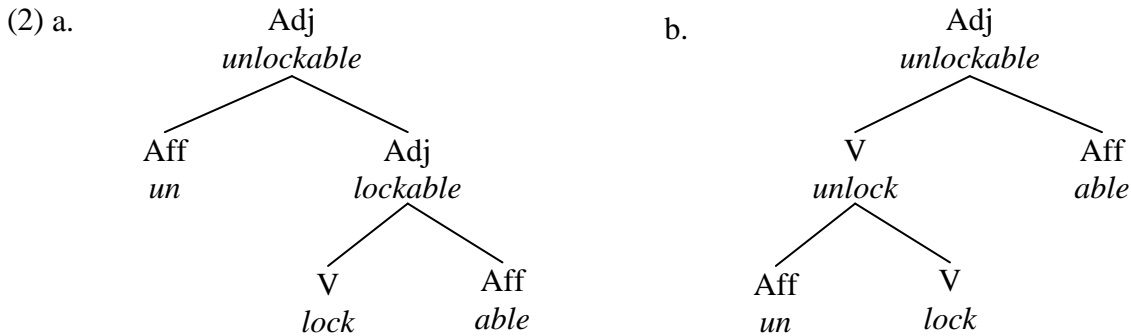 (2) a. Adj b. Adj
unlockable unlockable
Aff Adj V Aff
un lockable unlock able
V Aff Aff V
lock able un lock